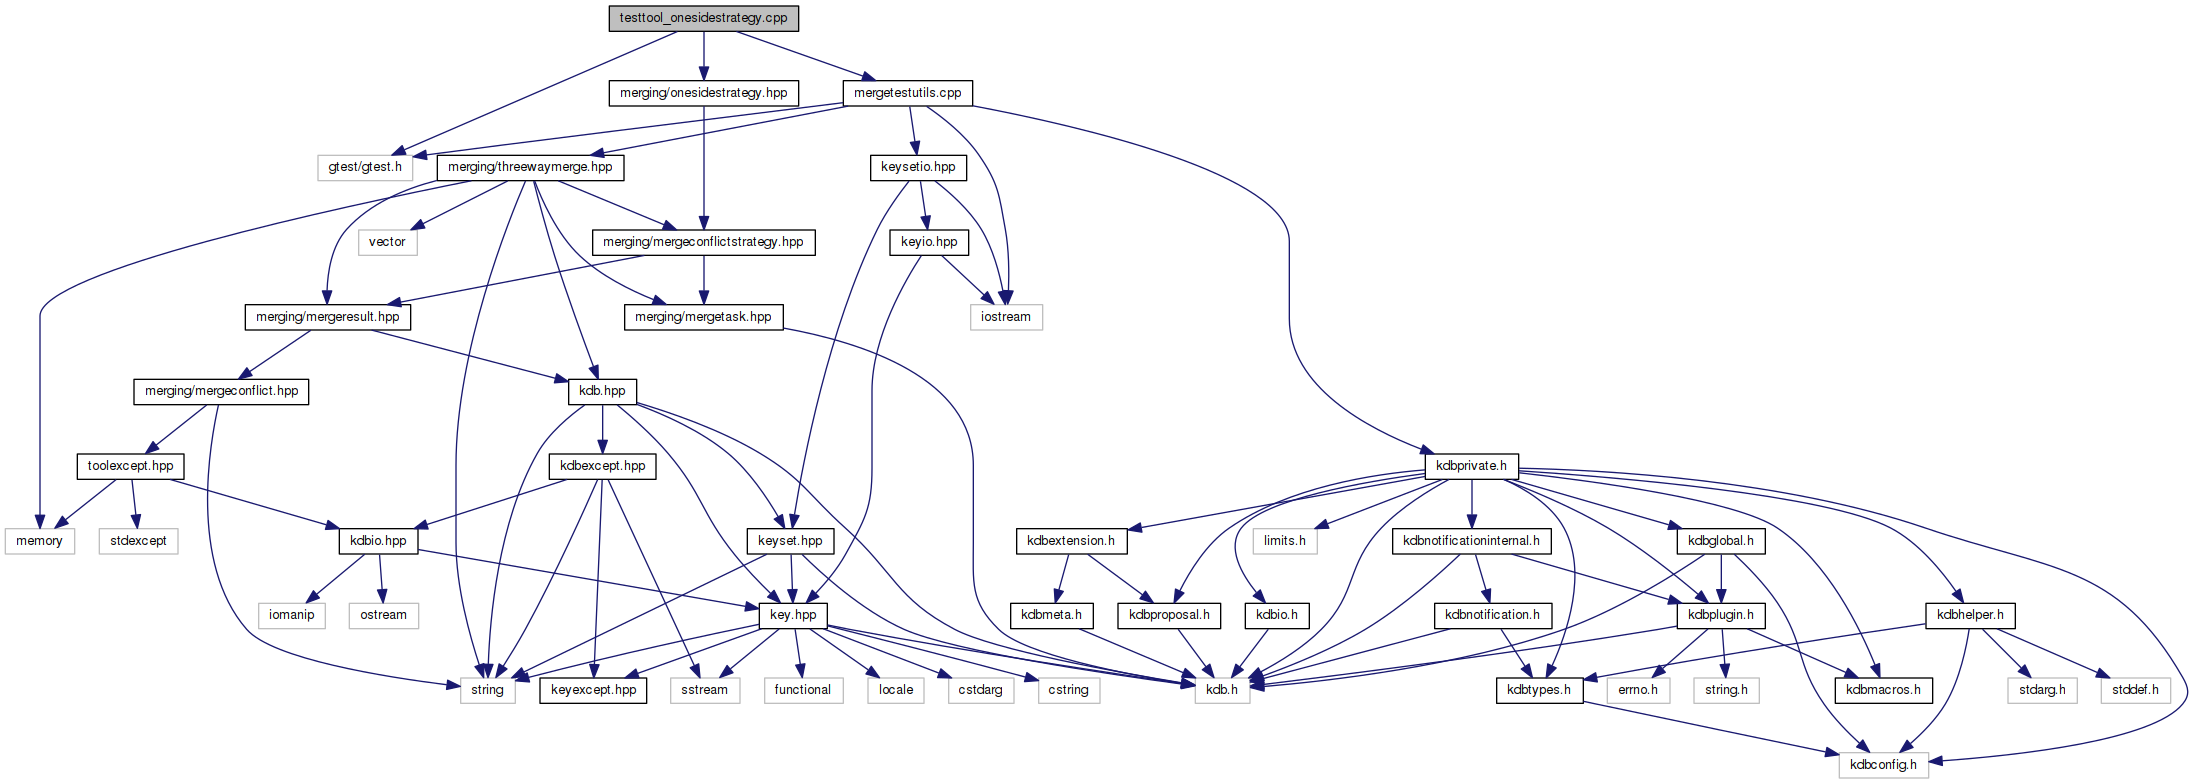 testtool_onesidestrategy.cpp
merging/onesidestrategy.hpp
mergetestutils.cpp
gtest/gtest.h
merging/threewaymerge.hpp
keysetio.hpp
vector
merging/mergeconflictstrategy.hpp
keyio.hpp
merging/mergeresult.hpp
merging/mergetask.hpp
iostream
merging/mergeconflict.hpp
kdb.hpp
toolexcept.hpp
kdbexcept.hpp
kdbprivate.h
memory
stdexcept
kdbio.hpp
keyset.hpp
kdbextension.h
limits.h
kdbnotificationinternal.h
kdbglobal.h
iomanip
ostream
key.hpp
kdbmeta.h
kdbproposal.h
kdbio.h
kdbnotification.h
kdbplugin.h
kdbhelper.h
string
keyexcept.hpp
sstream
functional
locale
cstdarg
cstring
kdb.h
kdbtypes.h
errno.h
string.h
kdbmacros.h
stdarg.h
stddef.h
kdbconfig.h